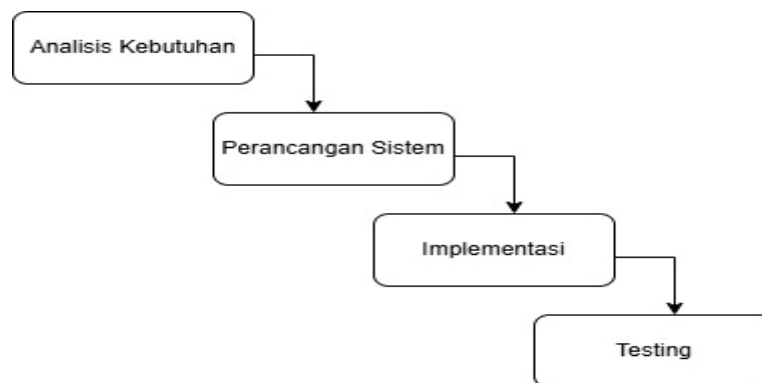 Analisis Kebutuhan
Perancangan Sistem
Implementasi
Testing